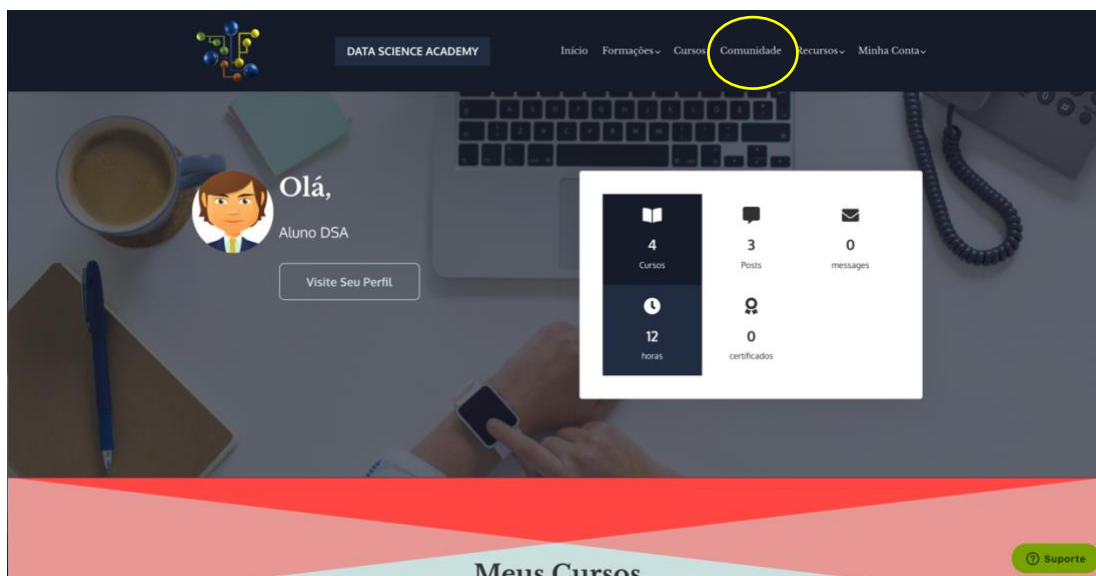 DATA SCIENCE ACADEMY
Início Formações Cursos Comunidade Recursos Minha Conta
Olá,
Aluno DSA
Visite Seu Perfil
4
Cursos
3
Posts
0
messages
12
horas
0
certificados
Meus Cursos
Suporte